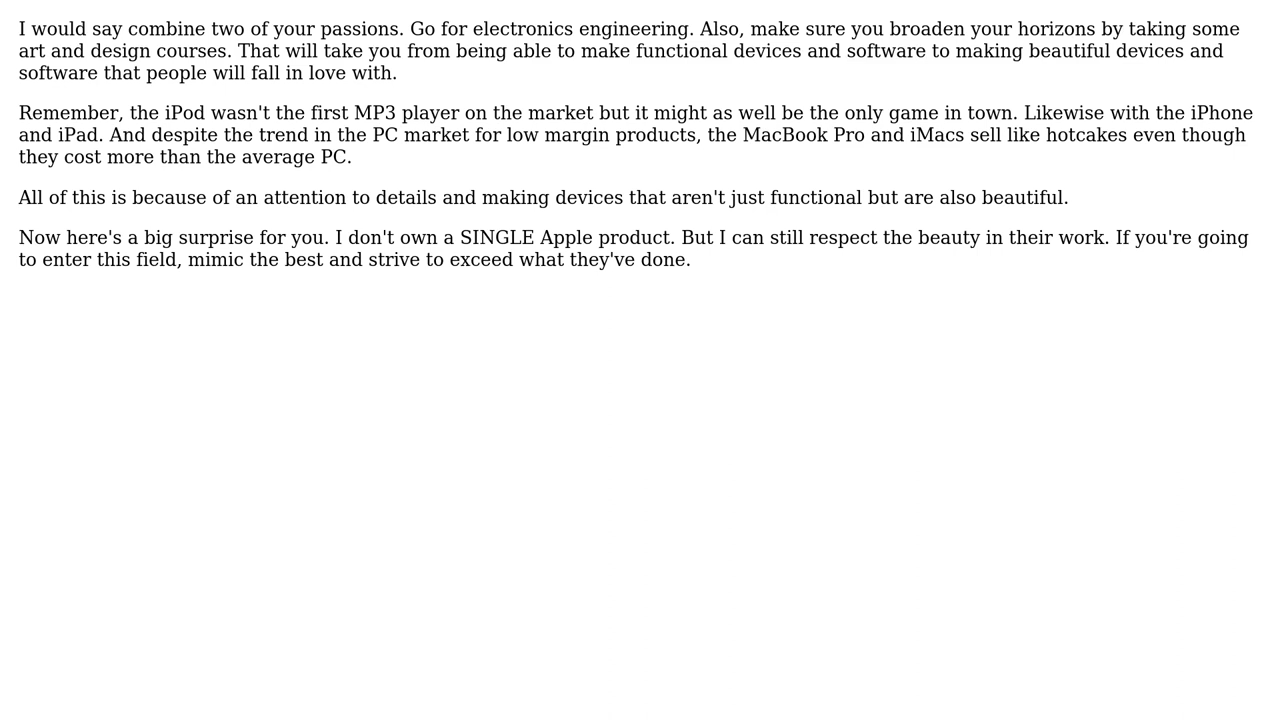 I would say combine two of your passions. Go for electronics engineering. Also, make sure you broaden your horizons by taking some
art and design courses. That will take you from being able to make functional devices and software to making beautiful devices and
software that people will fall in love with.
Remember, the iPod wasn't the first MP3 player on the market but it might as well be the only game in town. Likewise with the iPhone
and iPad. And despite the trend in the PC market for low margin products, the MacBook Pro and iMacs sell like hotcakes even though
they cost more than the average PC.
All of this is because of an attention to details and making devices that aren't just functional but are also beautiful.
Now here's a big surprise for you. I don't own a SINGLE Apple product. But I can still respect the beauty in their work. If you're going
to enter this field, mimic the best and strive to exceed what they've done.